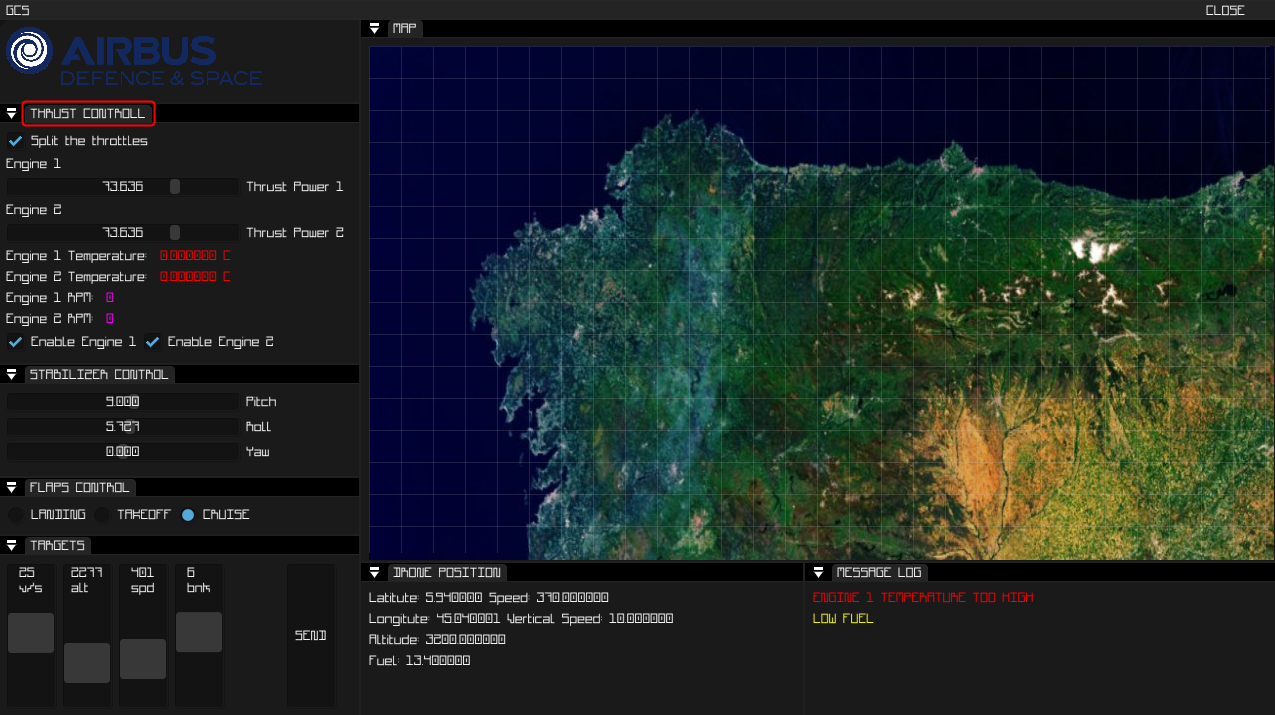 GCS
CLOSE
AIRBUS
DEFENCE & SPACE
THRUST CONTROLL
Split the throttles
Engine 1
73.636 Thrust Power 1
Engine 2
73.636 Thrust Power 2
Engine 1 Temperature: 0.000000 C
Engine 2 Temperature: 0.000000 C
Engine 1 RPM: 0
Engine 2 RPM: 0
Enable Engine 1 Enable Engine 2
STABILIZER CONTROL
9.000 Pitch
5.727 Roll
0.000 Yaw
FLAPS CONTROL
LANDING TAKEOFF CRUISE
TARGETS
25 2277 401 6
v/s alt spd bnk
SEND
MAP
DRONE POSITION
Latitute: 5.940000 Speed: 370.000000
Longitute: 45.040001 Vertical Speed: 10.000000
Altitude: 3200.000000
Fuel: 13.400000
MESSAGE LOG
ENGINE 1 TEMPERATURE TOO HIGH
LOW FUEL